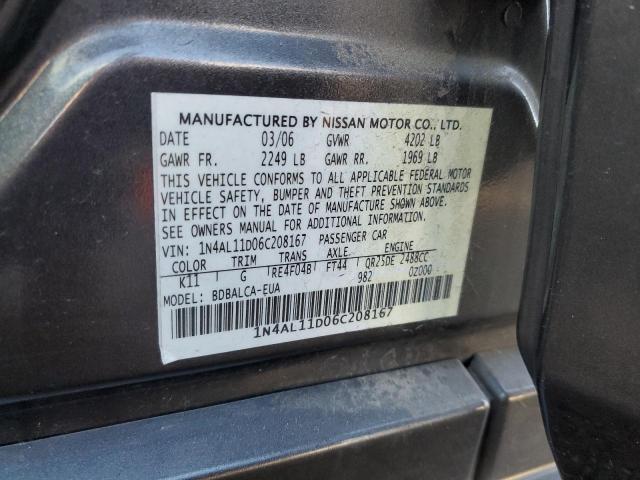 MANUFACTURED BY NISSAN MOTOR CO., LTD.
DATE 03/06 GVWR 4202 LB
GAWR FR. 2249 LB GAWR RR. 1969 LB
THIS VEHICLE CONFORMS TO ALL APPLICABLE FEDERAL MOTOR
VEHICLE SAFETY, BUMPER AND THEFT PREVENTION STANDARDS
IN EFFECT ON THE DATE OF MANUFACTURE SHOWN ABOVE.
SEE OWNERS MANUAL FOR ADDITIONAL INFORMATION.
VIN: 1N4AL11D06C208167 PASSENGER CAR
COLOR TRIM TRANS AXLE ENGINE
K11 G RE4F04B FT44 QR25DE 2488CC
MODEL: BDBALCA-EUA 982 0Z000
1N4AL11D06C208167